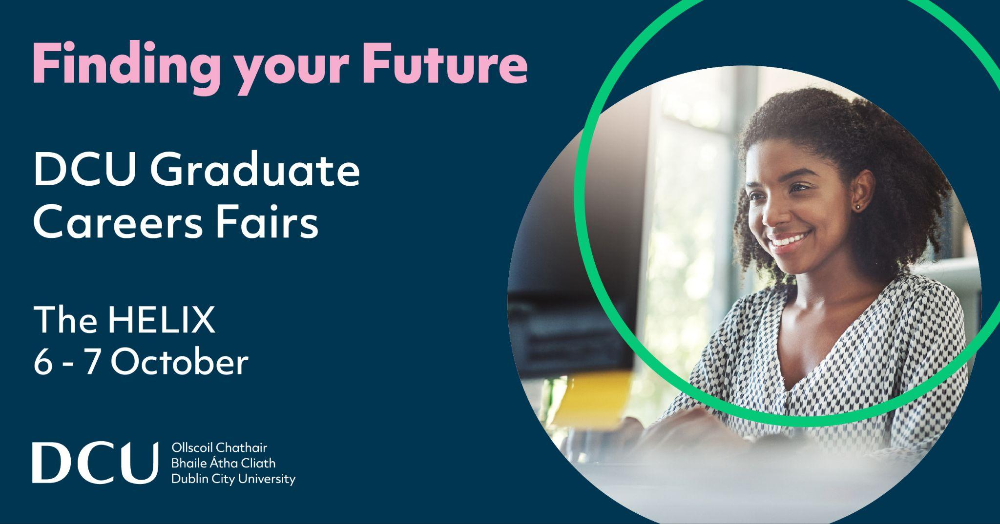 Finding your Future
DCU Graduate
Careers Fairs
The HELIX
6 - 7 October
DCU
Ollscoil Chathair
Bhaile Átha Cliath
Dublin City University